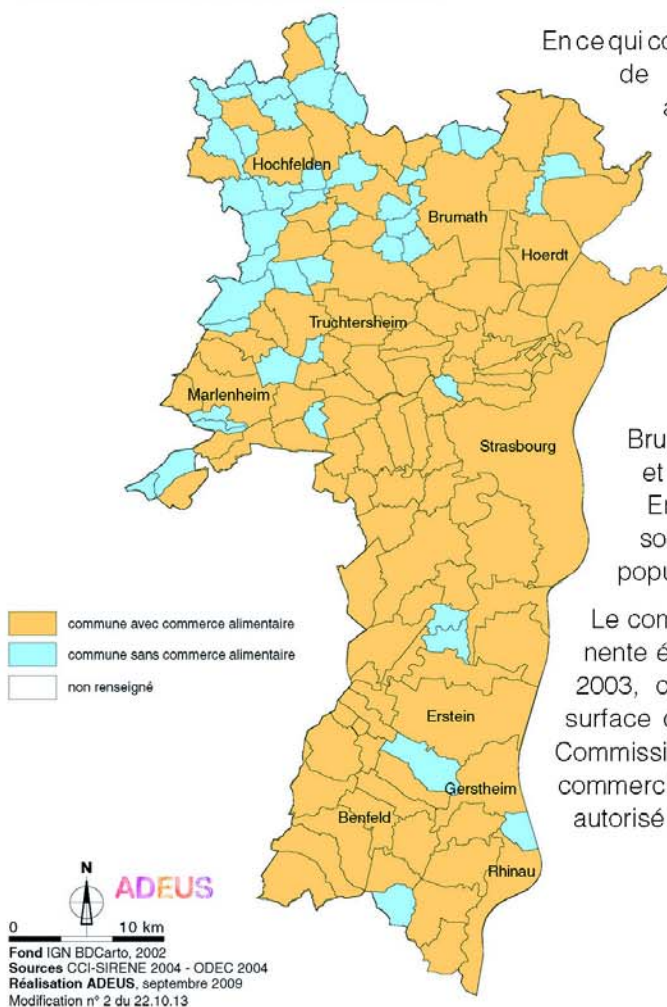 En ce qui co
de
a
Hochfelden
Brumath
Hoerdt
Truchtersheim
Marlenheim
Strasbourg
Bru
et
En
so
popu
commune avec commerce alimentaire
commune sans commerce alimentaire
non renseigné
Le com
nente é
2003, c
surface d
Commissi
commerc
autorisé
Erstein
Gerstheim
Benfeld
Rhinau
N
ADEUS
0 10 km
Fond IGN BDCarto, 2002
Sources CCI-SIRENE 2004 - ODEC 2004
Réalisation ADEUS, septembre 2009
Modification n° 2 du 22.10.13